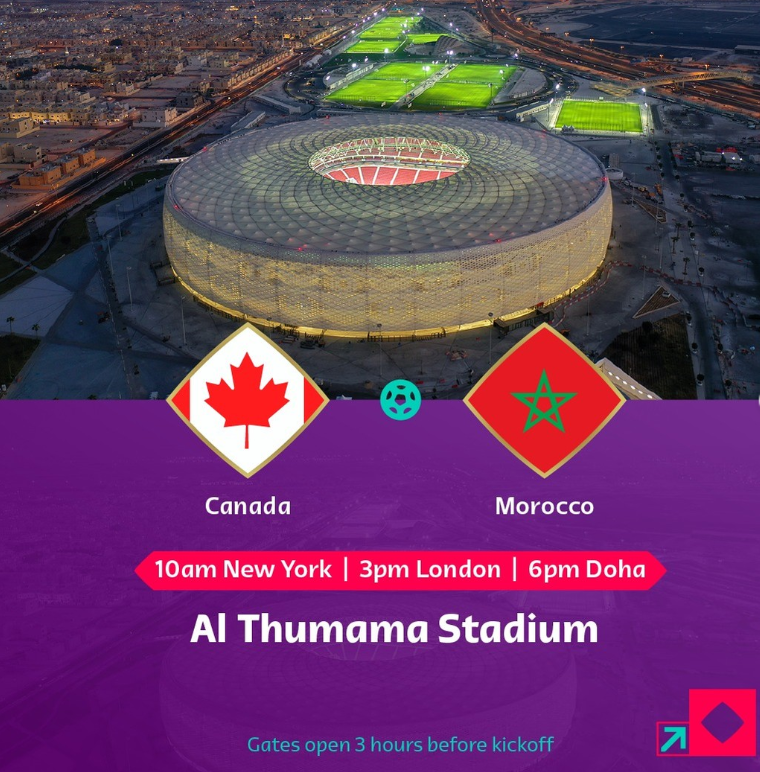 Canada
Morocco
10am New York | 3pm London | 6pm Doha
Al Thumama Stadium
Gates open 3 hours before kickoff